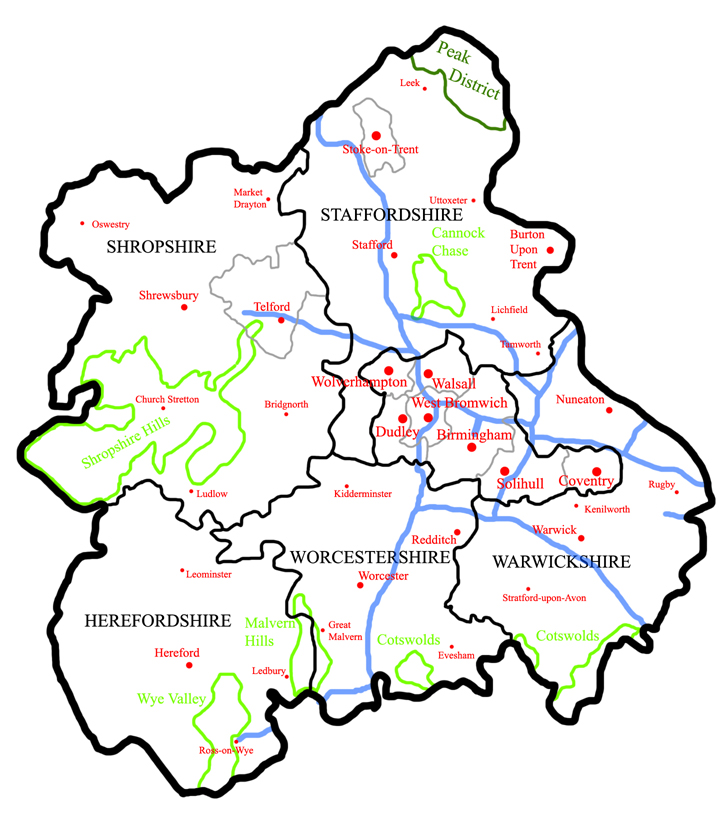 Peak
District
Leek
Stoke-on-Trent
Market
Drayton
Uttoxeter
STAFFORDSHIRE
Oswestry
SHROPSHIRE
Cannock
Chase
Stafford
Burton
Upon
Trent
Shrewsbury
Telford
Lichfield
Tamworth
Wolverhampton
Walsall
Church Stretton
Bridgnorth
West Bromwich
Nuneaton
Shropshire Hills
Dudley
Birmingham
Solihull
Coventry
Ludlow
Kidderminster
Rugby
Kenilworth
Redditch
Warwick
WORCESTERSHIRE
WARWICKSHIRE
Leominster
Worcester
Stratford-upon-Avon
HEREFORDSHIRE
Malvern
Hills
Great
Malvern
Cotswolds
Cotswolds
Hereford
Evesham
Ledbury
Wye Valley
Ross-on-Wye